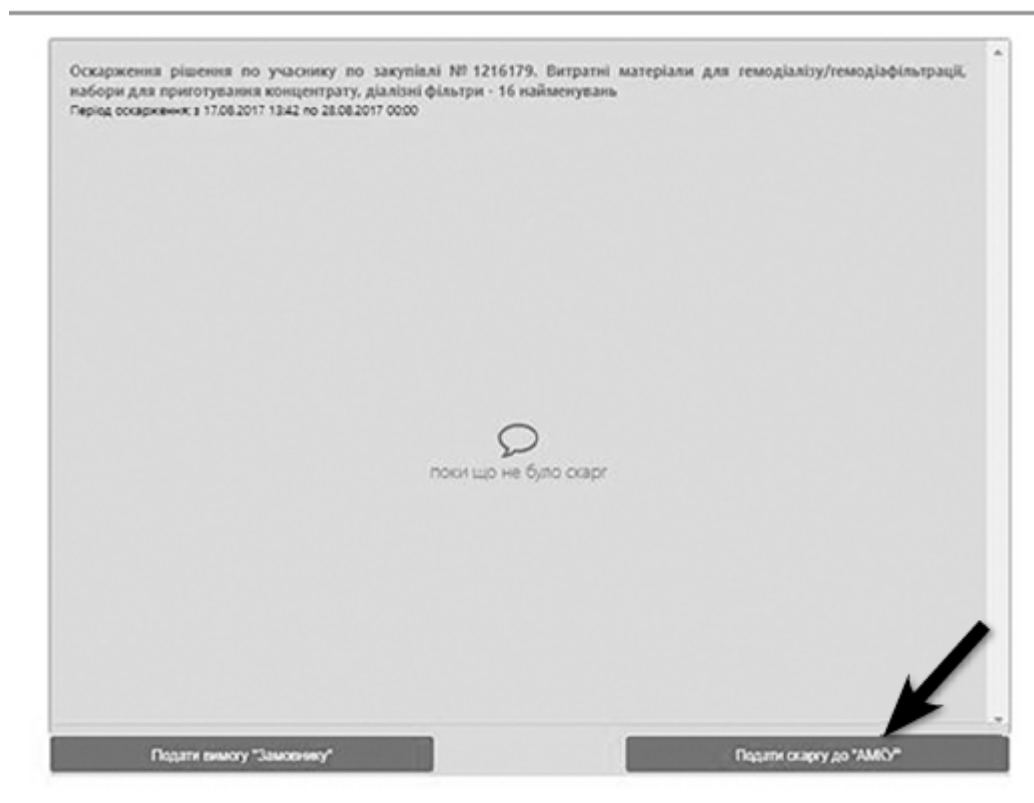 Оскарження рішення по учаснику по закупівлі № 1216179. Витратні матеріали для гемодіалізу/гемодіафільтрації,
набори для приготування концентрату, діалізні фільтри - 16 найменувань
Період оскарження: з 17.08.2017 13:42 по 28.08.2017 00:00
поки що не було скарг
Подати вимогу "Замовнику"
Подати скаргу до "АМКУ"